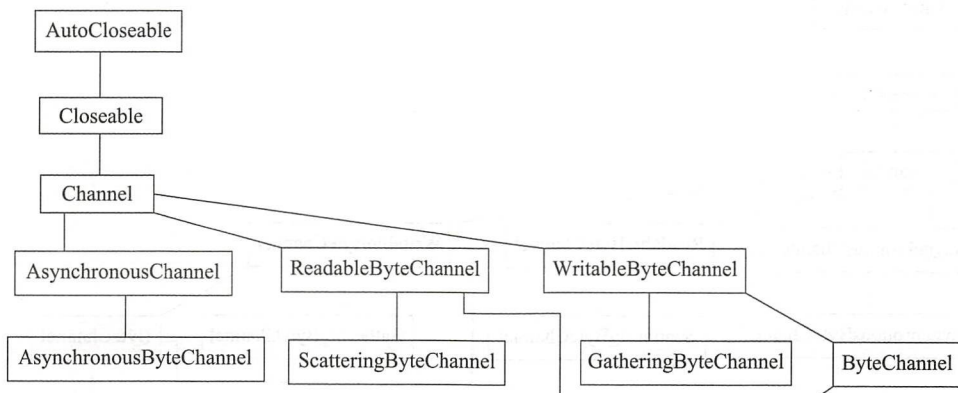 AutoCloseable
Closeable
Channel
AsynchronousChannel ReadableByteChannel WritableByteChannel
AsynchronousByteChannel ScatteringByteChannel GatheringByteChannel ByteChannel